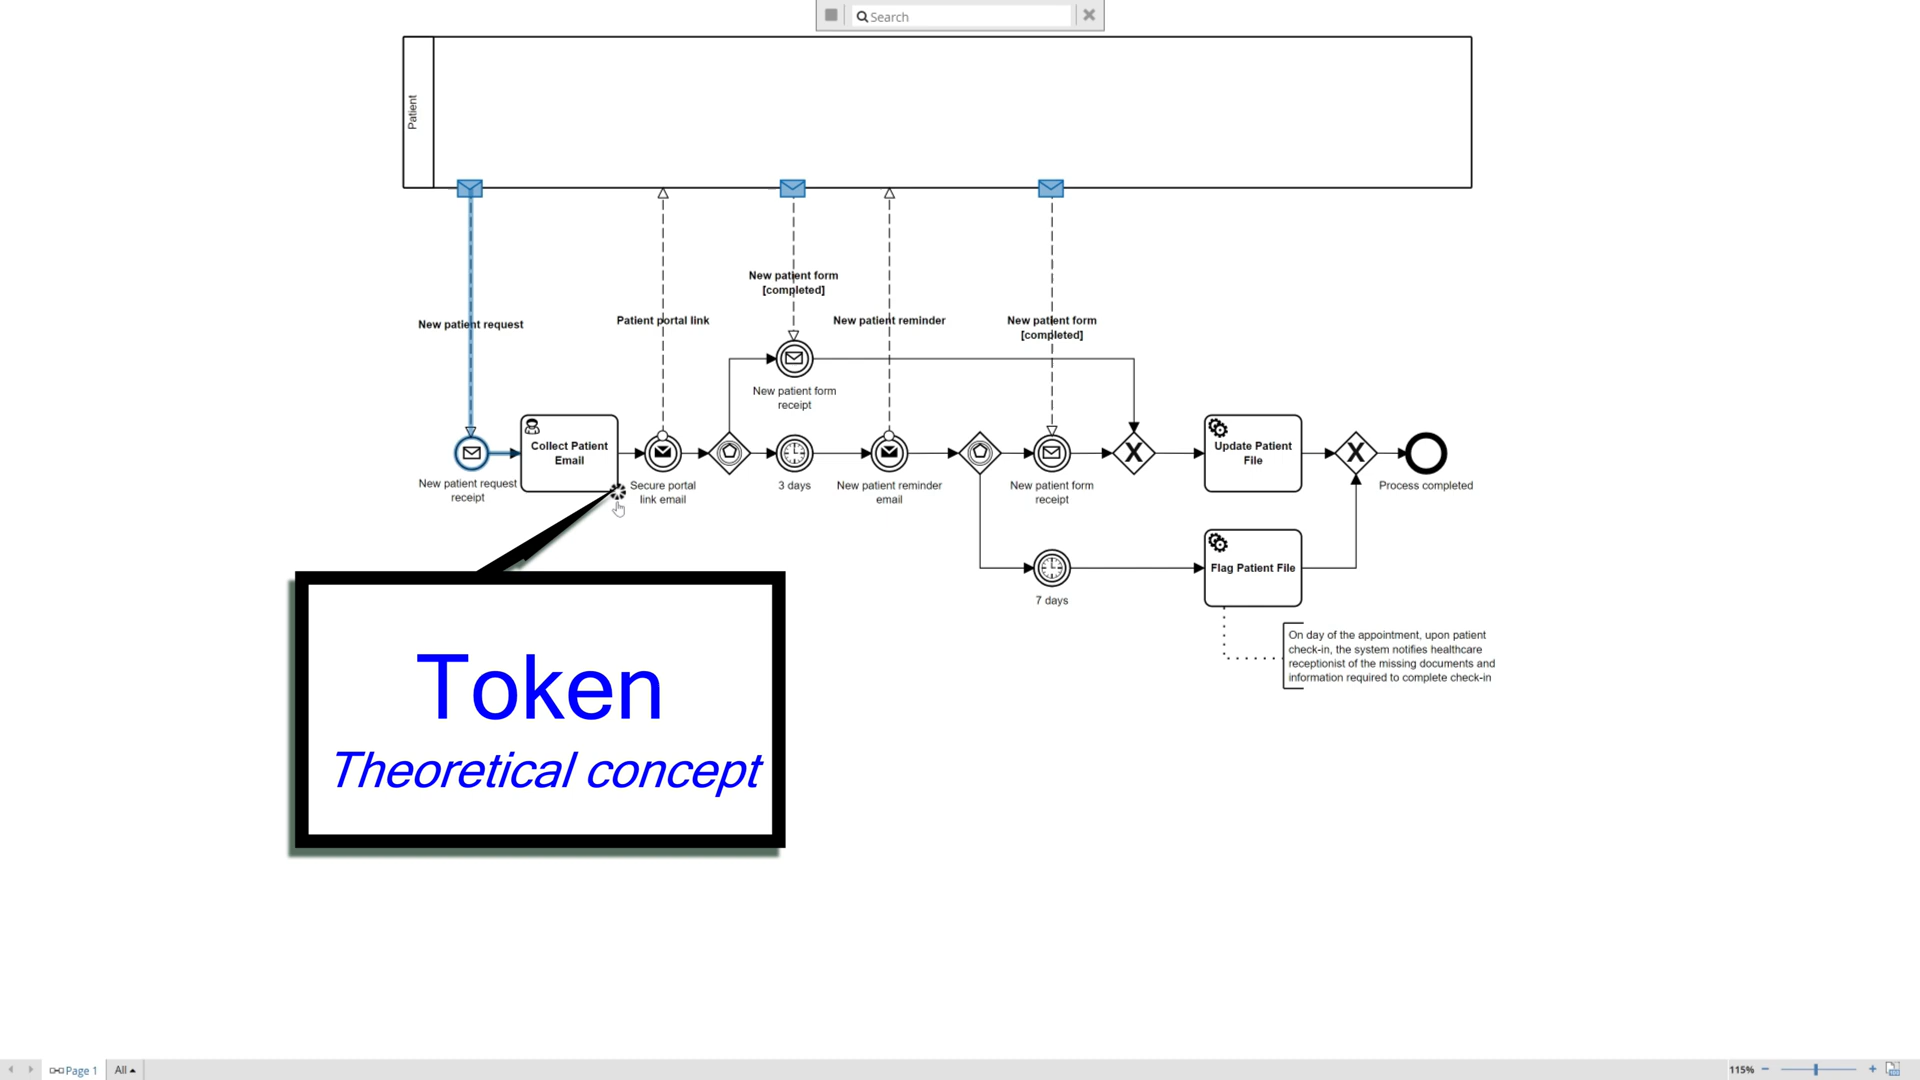 Search
Patient
New patient form
[completed]
New patient request
Patient portal link
New patient reminder
New patient form
[completed]
New patient form
receipt
Collect Patient
Email
Update Patient
File
New patient request
receipt
Secure portal
link email
3 days
New patient reminder
email
New patient form
receipt
Process completed
X
X
Flag Patient File
7 days
On day of the appointment, upon patient
check-in, the system notifies healthcare
receptionist of the missing documents and
information required to complete check-in
Token
Theoretical concept
Page 1
All
115%